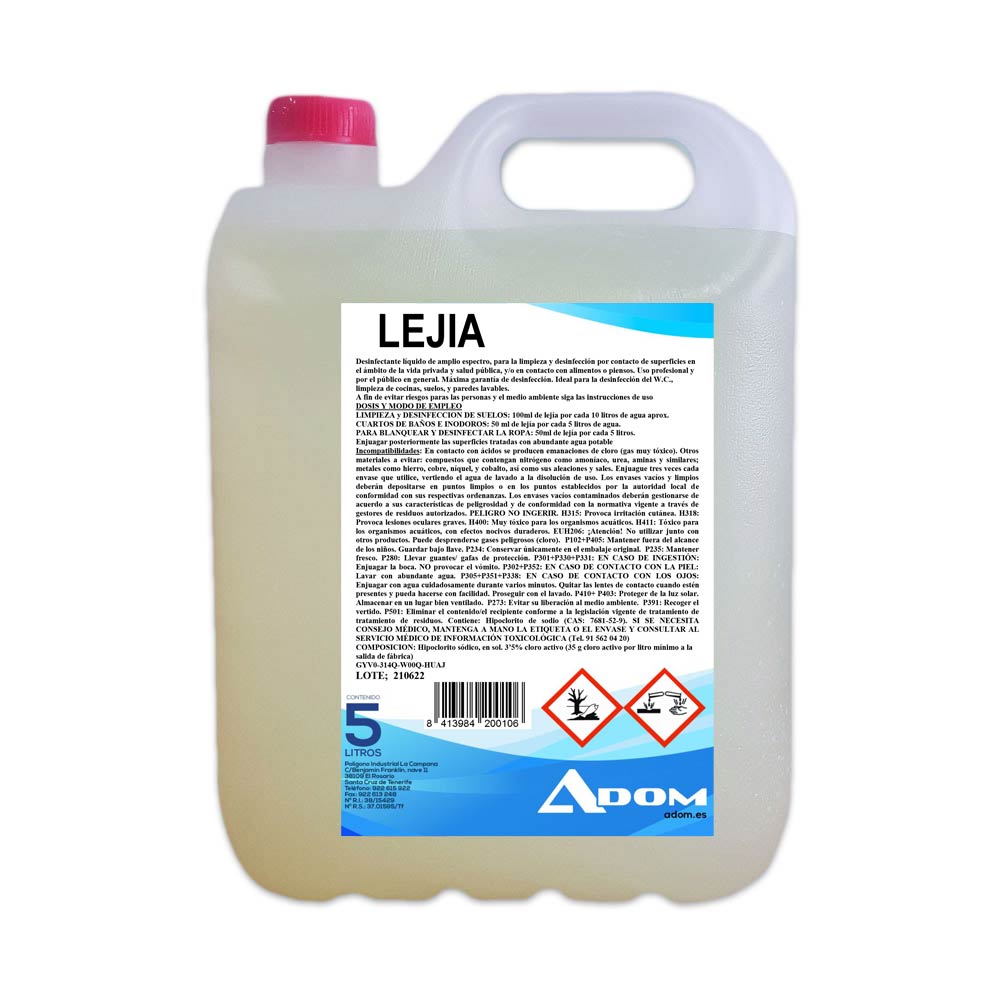 LEJIA
Desinfectante líquido de amplio espectro, para la limpieza y desinfección por contacto de superficies en
el ámbito de la vida privada y salud pública, y/o en contacto con alimentos o piensos. Uso profesional y
por el público en general. Máxima garantía de desinfección. Ideal para la desinfección del W.C.,
limpieza de cocinas, suelos, y paredes lavables.
A fin de evitar riesgos paras las personas y el medio ambiente siga las instrucciones de uso
DOSIS Y MODO DE EMPLEO
LIMPIEZA y DESINFECCION DE SUELOS: 100ml de lejía por cada 10 litros de agua aprox.
CUARTOS DE BAÑOS E INODOROS: 50 ml de lejía por cada 5 litros de agua.
PARA BLANQUEAR Y DESINFECTAR LA ROPA: 50ml de lejía por cada 5 litros.
Enjuagar posteriormente las superficies tratadas con abundante agua potable
Incompatibilidades: En contacto con ácidos se producen emanaciones de cloro (gas muy tóxico). Otros
materiales a evitar: compuestos que contengan nitrógeno como amoníaco, urea, aminas y similares;
metales como hierro, cobre, níquel, y cobalto, así como sus aleaciones y sales. Enjuague tres veces cada
envase que utilice, vertiendo el agua de lavado a la disolución de uso. Los envases vacíos y limpios
deberán depositarse en puntos limpios o en los puntos establecidos por la autoridad local de
conformidad con sus respectivas ordenanzas. Los envases vacíos contaminados deberán gestionarse de
acuerdo a sus características de peligrosidad y de conformidad con la normativa vigente a través de
gestores de residuos autorizados. PELIGRO NO INGERIR. H315: Provoca irritación cutánea. H318:
Provoca lesiones oculares graves. H400: Muy tóxico para los organismos acuáticos. H411: Tóxico para
los organismos acuáticos, con efectos nocivos duraderos. EUH206: ¡Atención! No utilizar junto con
otros productos. Puede desprenderse gases peligrosos (cloro). P102+P405: Mantener fuera del alcance
de los niños. Guardar bajo llave. P234: Conservar únicamente en el embalaje original. P235: Mantener
fresco. P280: Llevar guantes/ gafas de protección. P301+P330+P331: EN CASO DE INGESTIÓN:
Enjuagar la boca. NO provocar el vómito. P302+P352: EN CASO DE CONTACTO CON LA PIEL:
Lavar con abundante agua. P305+P351+P338: EN CASO DE CONTACTO CON LOS OJOS:
Enjuagar con agua cuidadosamente durante varios minutos. Quitar las lentes de contacto cuando estén
presentes y pueda hacerse con facilidad. Proseguir con el lavado. P410+ P403: Proteger de la luz solar.
Almacenar en un lugar bien ventilado. P273: Evitar su liberación al medio ambiente. P391: Recoger el
vertido. P501: Eliminar el contenido/el recipiente conforme a la legislación vigente de tratamiento de
tratamiento de residuos. Contiene: Hipoclorito de sodio (CAS: 7681-52-9). SI SE NECESITA
CONSEJO MÉDICO, MANTENGA A MANO LA ETIQUETA O EL ENVASE Y CONSULTAR AL
SERVICIO MÉDICO DE INFORMACIÓN TOXICOLÓGICA (Tel. 91 562 04 20)
COMPOSICION: Hipoclorito sódico, en sol. 3'5% cloro activo (35 g cloro activo por litro mínimo a la
salida de fábrica)
GYV0-314Q-W00Q-HUAJ
LOTE; 210622
CONTENIDO
5
LITROS
8 413984 200106
Polígono Industrial La Campana
C/Benjamín Franklin, nave 11
38109 El Rosario
Santa Cruz de Tenerife
Teléfono: 922 615 922
Fax: 922 613 248
Nº R.I.: 38/15429
Nº R.S.: 37.01595/Tf
ADOM
adom.es